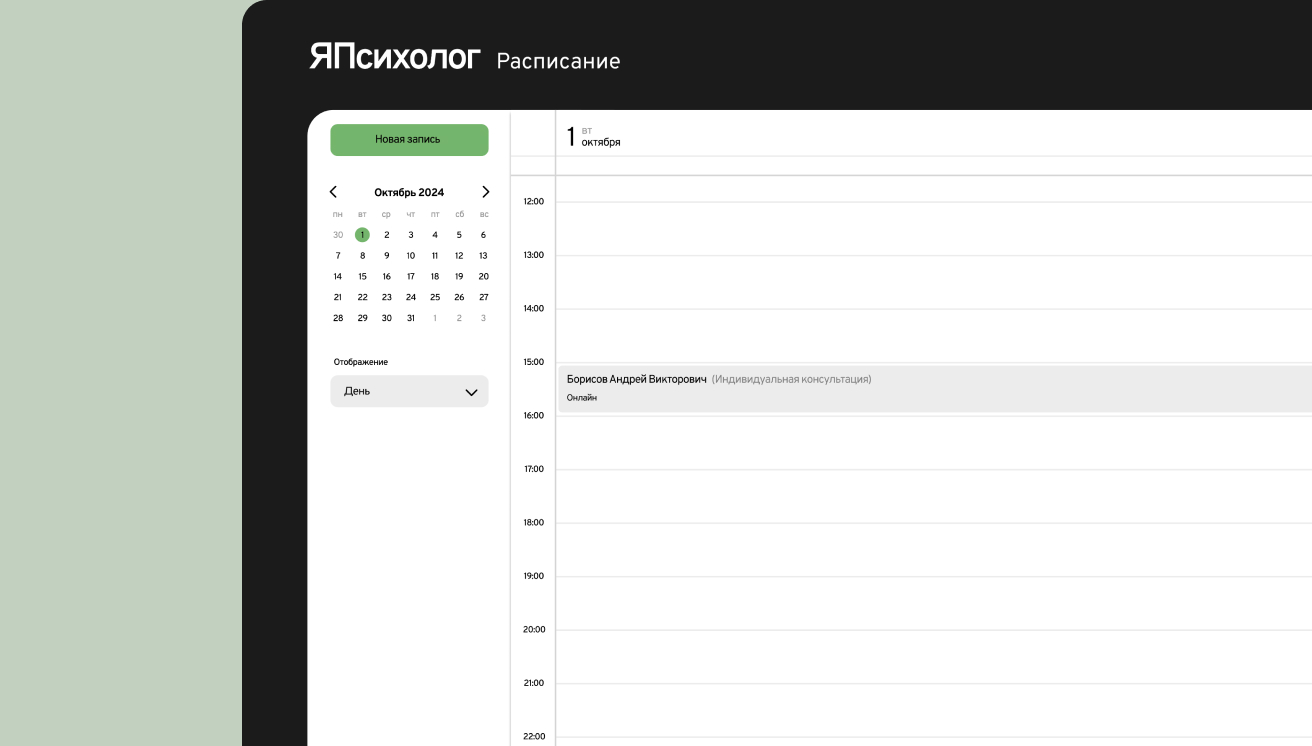 ЯПсихолог Расписание
Новая запись
Октябрь 2024
пн вт ср чт пт сб вс
30 1 2 3 4 5 6
7 8 9 10 11 12 13
14 15 16 17 18 19 20
21 22 23 24 25 26 27
28 29 30 31 1 2 3
Отображение
День
1 вт
октября
12:00
13:00
14:00
15:00
Борисов Андрей Викторович (Индивидуальная консультация)
Онлайн
16:00
17:00
18:00
19:00
20:00
21:00
22:00